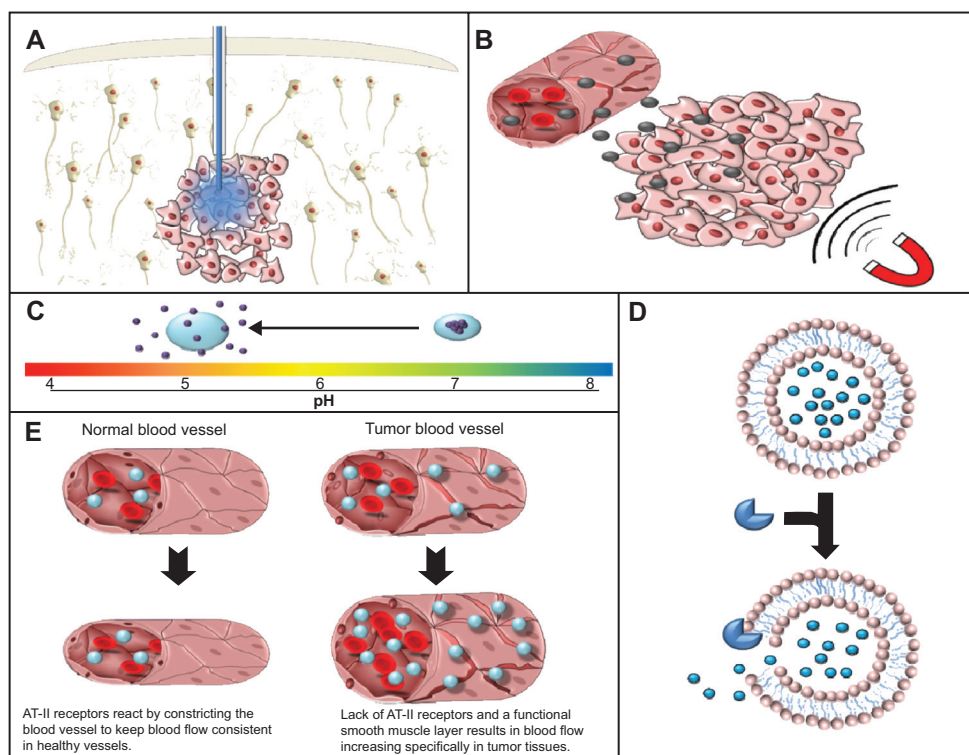 A
B
C
4 5 6 7 8
pH
D
E
Normal blood vessel
Tumor blood vessel
AT-II receptors react by constricting the
blood vessel to keep blood flow consistent
in healthy vessels.
Lack of AT-II receptors and a functional
smooth muscle layer results in blood flow
increasing specifically in tumor tissues.